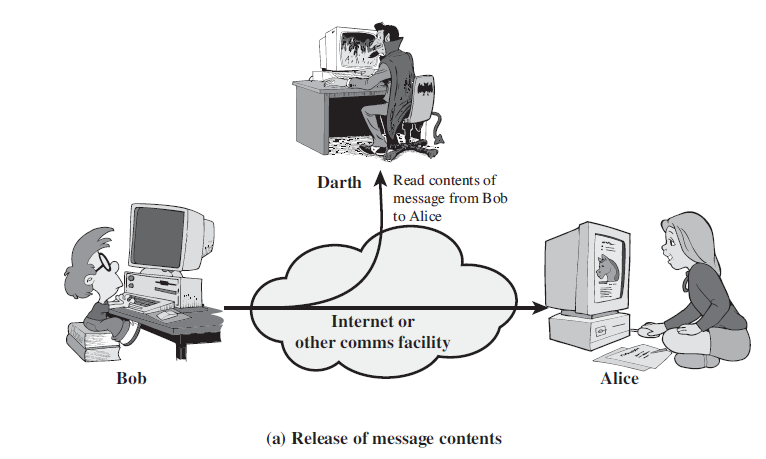 Darth
Read contents of
message from Bob
to Alice
Internet or
other comms facility
Bob
Alice
(a) Release of message contents